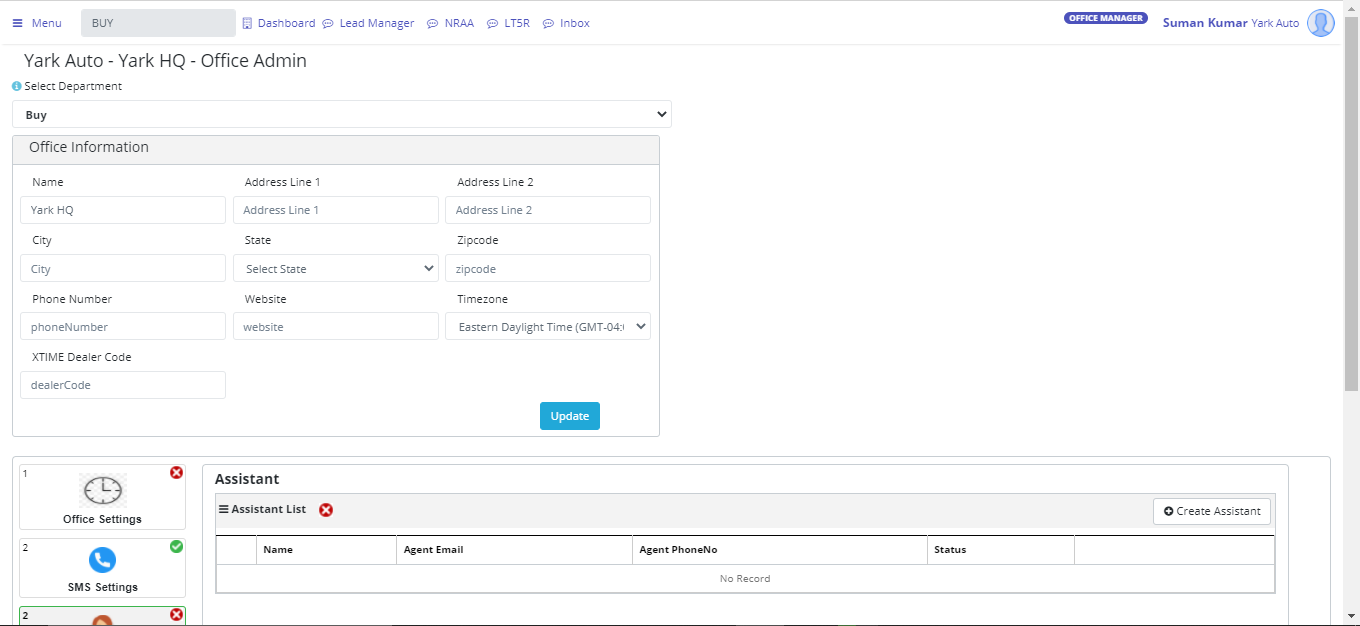 Menu BUY Dashboard Lead Manager NRAA LT5R Inbox OFFICE MANAGER Suman Kumar Yark Auto
Yark Auto - Yark HQ - Office Admin
Select Department
Buy
Office Information
Name Address Line 1 Address Line 2
Yark HQ Address Line 1 Address Line 2
City State Zipcode
City Select State zipcode
Phone Number Website Timezone
phoneNumber website Eastern Daylight Time (GMT-04:
XTIME Dealer Code
dealerCode
Update
1
Office Settings
2
SMS Settings
2
Assistant
Assistant List Create Assistant
Name Agent Email Agent PhoneNo Status
No Record